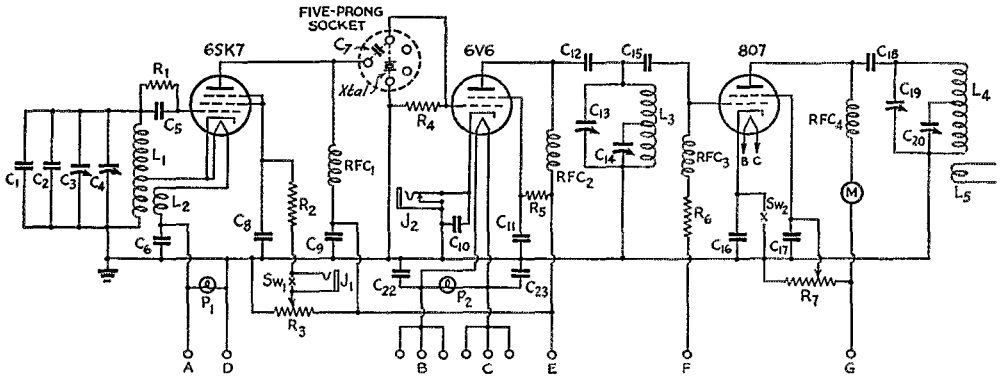 FIVE-PRONG
SOCKET
6SK7
C7
Xtal
6V6
C12
C15
807
C18
R1
C5
R4
C13
L3
C14
C19
L4
C20
RFC4
L1
L2
C1
C2
C3
C4
C6
RFC1
R2
C8
C9
J2
C10
C11
R5
RFC2
RFC3
R6
B C
Sw2
C16
C17
M
L5
P1
Sw1
J1
R3
C22
P2
C23
R7
A
D
B
C
E
F
G